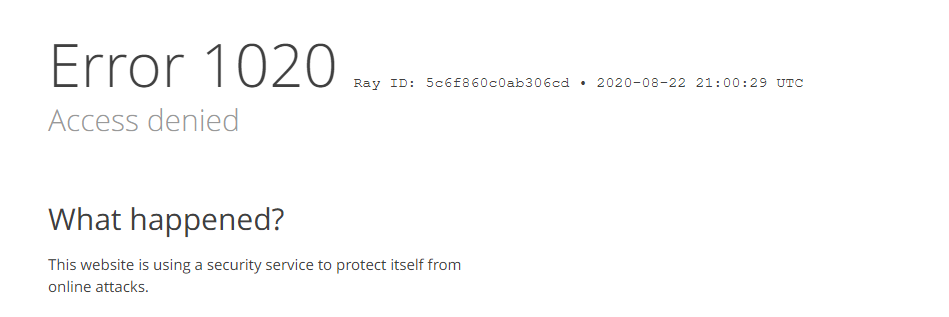 Error 1020 Ray ID: 5c6f860c0ab306cd • 2020-08-22 21:00:29 UTC
Access denied
What happened?
This website is using a security service to protect itself from
online attacks.